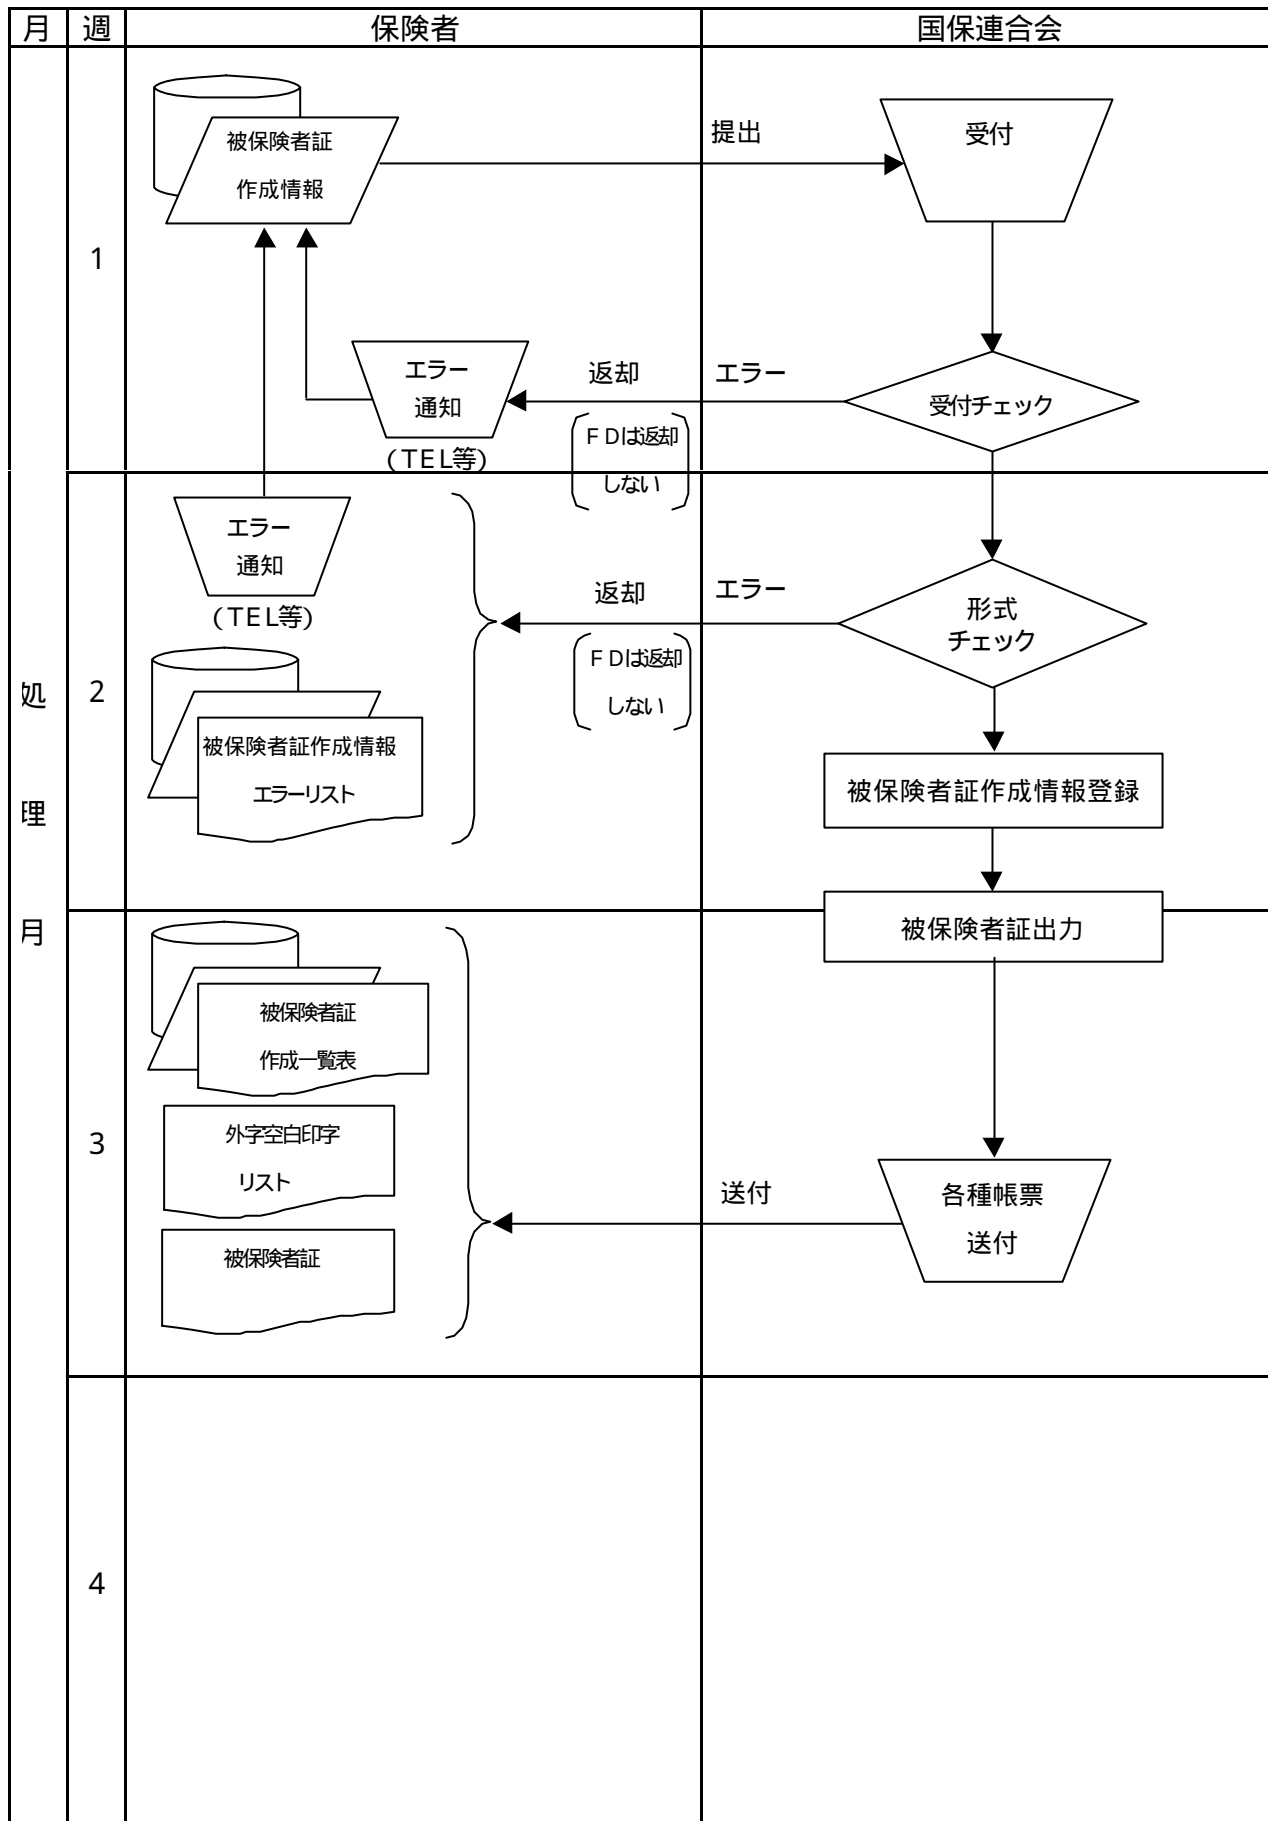 月 週 保険者 国保連合会
被保険者証
作成情報
提出
受付
1
エラー
通知
(TEL等)
返却
エラー
受付チェック
ＦＤは返却
しない
エラー
通知
(TEL等)
返却
エラー
形式
チェック
ＦＤは返却
しない
処
理
月
2
被保険者証作成情報
エラーリスト
被保険者証作成情報登録
被保険者証出力
被保険者証
作成一覧表
3
外字空白印字
リスト
送付
各種帳票
送付
被保険者証
4